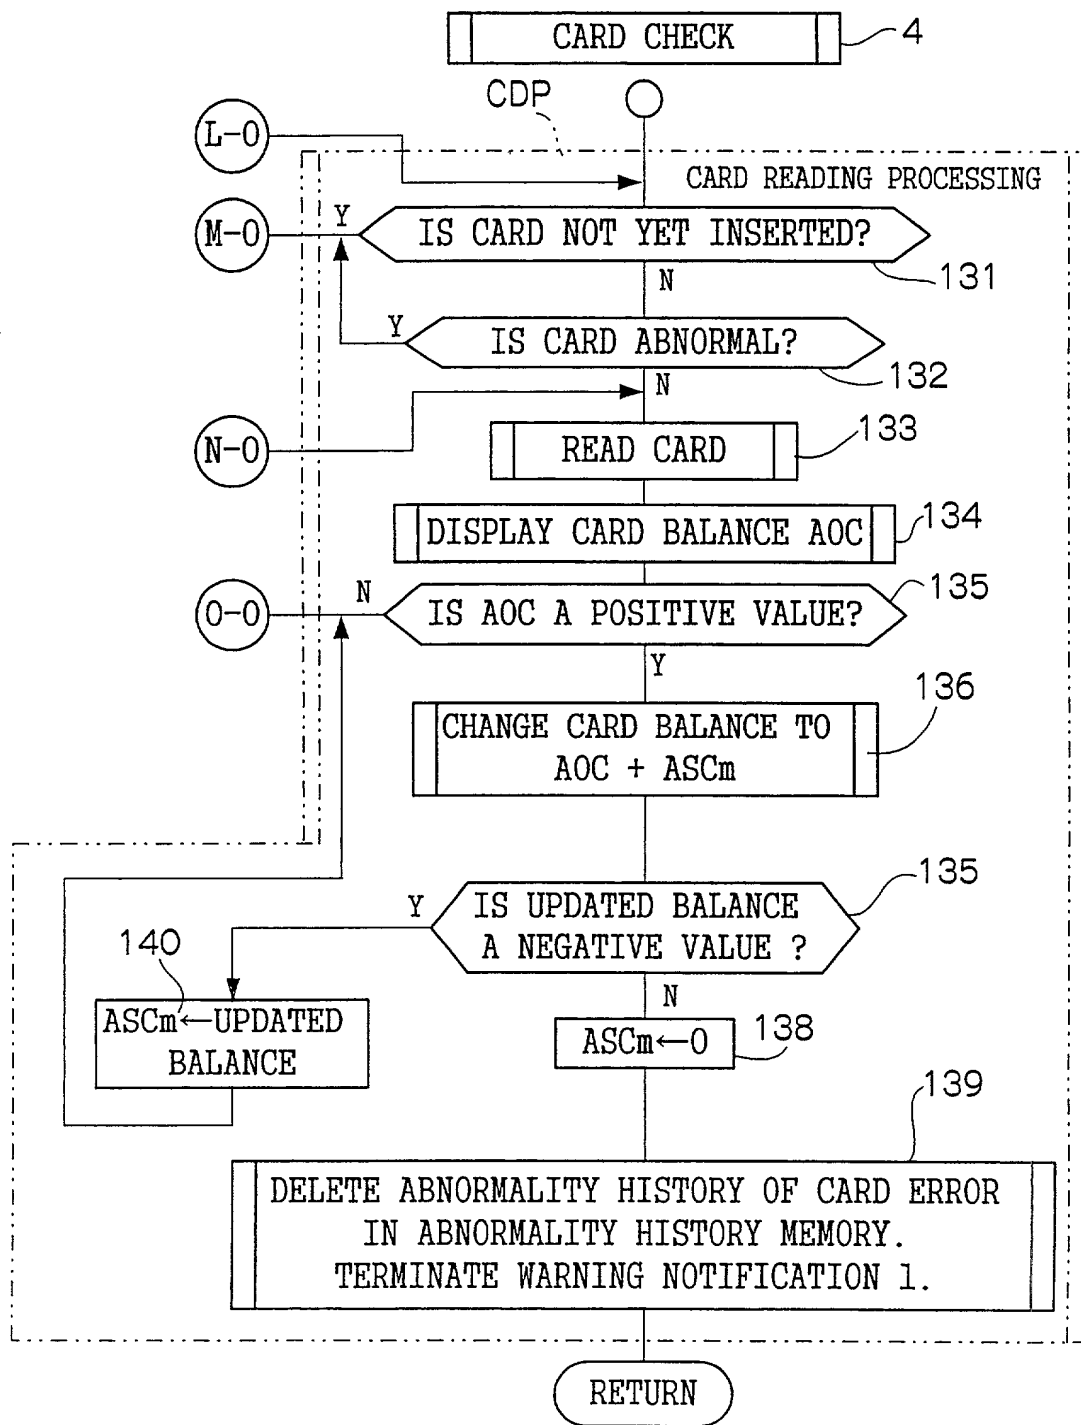 CARD CHECK
4
CDP
L-0
CARD READING PROCESSING
M-0
Y
IS CARD NOT YET INSERTED?
131
N
Y
IS CARD ABNORMAL?
132
N
N-0
READ CARD
133
DISPLAY CARD BALANCE AOC
134
O-0
N
IS AOC A POSITIVE VALUE?
135
Y
CHANGE CARD BALANCE TO
AOC + ASCm
136
Y
IS UPDATED BALANCE
A NEGATIVE VALUE ?
135
140
N
ASCm←UPDATED
BALANCE
ASCm←0
138
139
DELETE ABNORMALITY HISTORY OF CARD ERROR
IN ABNORMALITY HISTORY MEMORY.
TERMINATE WARNING NOTIFICATION 1.
RETURN